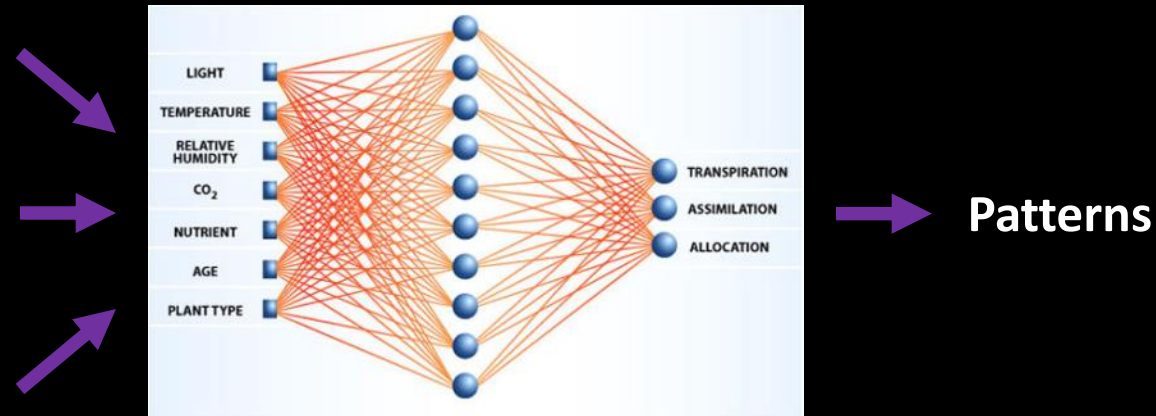 LIGHT
TEMPERATURE
RELATIVE
HUMIDITY
CO₂
NUTRIENT
AGE
PLANT TYPE
TRANSPIRATION
ASSIMILATION
ALLOCATION
Patterns